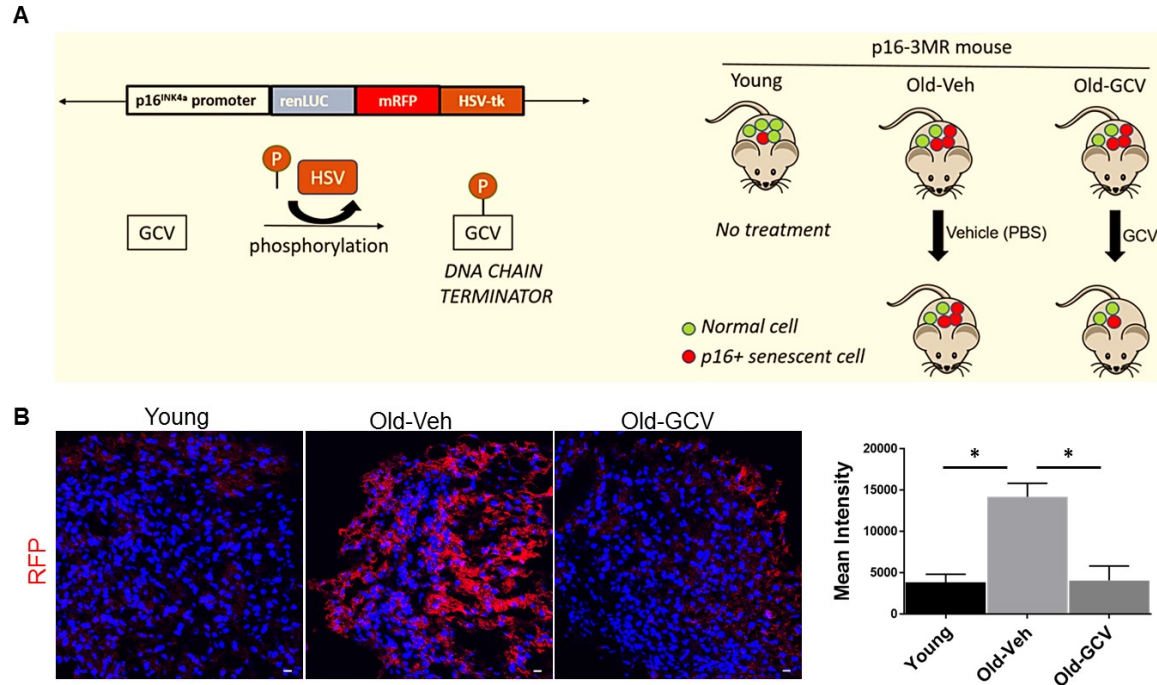 A
p16INK4a promoter renLUC mRFP HSV-tk
P
HSV
P
GCV
phosphorylation
GCV
DNA CHAIN
TERMINATOR
p16-3MR mouse
Young Old-Veh Old-GCV
No treatment
Vehicle (PBS)
GCV
Normal cell
p16+ senescent cell
B
Young Old-Veh Old-GCV
RFP
Mean Intensity
20000
15000
10000
5000
0
* *
Young Old-Veh Old-GCV